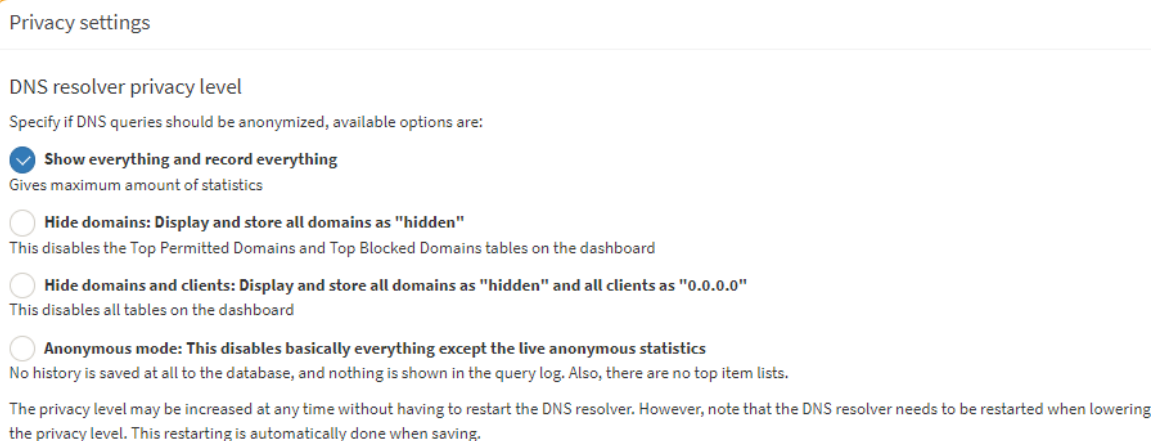 Privacy settings
DNS resolver privacy level
Specify if DNS queries should be anonymized, available options are:
Show everything and record everything
Gives maximum amount of statistics
Hide domains: Display and store all domains as "hidden"
This disables the Top Permitted Domains and Top Blocked Domains tables on the dashboard
Hide domains and clients: Display and store all domains as "hidden" and all clients as "0.0.0.0"
This disables all tables on the dashboard
Anonymous mode: This disables basically everything except the live anonymous statistics
No history is saved at all to the database, and nothing is shown in the query log. Also, there are no top item lists.
The privacy level may be increased at any time without having to restart the DNS resolver. However, note that the DNS resolver needs to be restarted when lowering
the privacy level. This restarting is automatically done when saving.